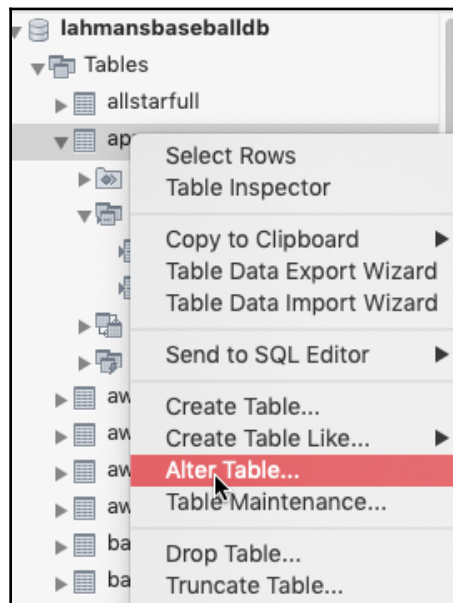 lahmansbaseballdb
Tables
allstarfull
ap
Select Rows
Table Inspector
Copy to Clipboard
Table Data Export Wizard
Table Data Import Wizard
Send to SQL Editor
aw
Create Table...
aw
Create Table Like...
aw
Alter Table...
aw
Table Maintenance...
ba
Drop Table...
ba
Truncate Table...